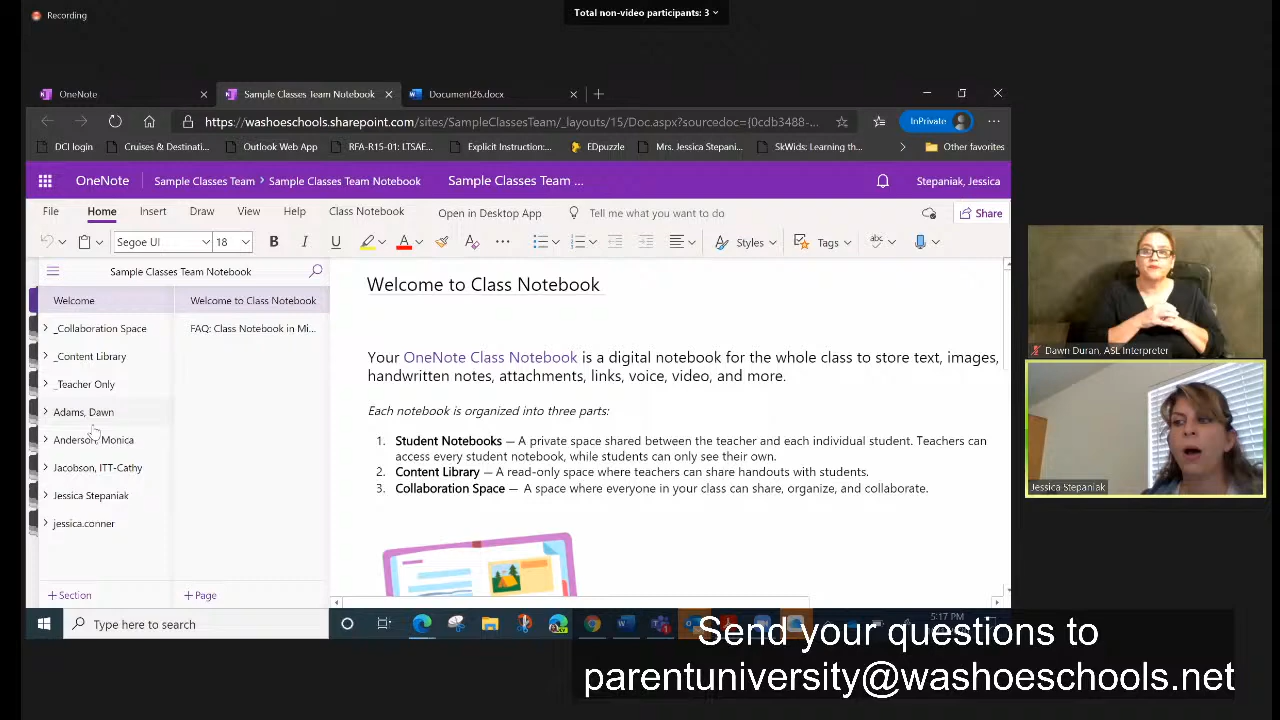 Recording
Total non-video participants: 3
OneNote
Sample Classes Team Notebook
Document26.docx
https://washoeschools.sharepoint.com/sites/SampleClassesTeam/_layouts/15/Doc.aspx?sourcedoc={0cdb3488-...
InPrivate
DCI login
Cruises & Destinati...
Outlook Web App
RFA-R15-01: LTSAE...
Explicit Instruction:...
EDpuzzle
Mrs. Jessica Stepani...
SkWids: Learning th...
Other favorites
OneNote
Sample Classes Team > Sample Classes Team Notebook
Sample Classes Team ...
Stepaniak, Jessica
File Home Insert Draw View Help Class Notebook Open in Desktop App Tell me what you want to do Share
Segoe UI 18 B I U A Styles Tags abc
Sample Classes Team Notebook
Welcome
_Collaboration Space
_Content Library
_Teacher Only
Adams, Dawn
Anderson, Monica
Jacobson, ITT-Cathy
Jessica Stepaniak
jessica.conner
+ Section
Welcome to Class Notebook
FAQ: Class Notebook in Mi...
+ Page
Welcome to Class Notebook
Your OneNote Class Notebook is a digital notebook for the whole class to store text, images,
handwritten notes, attachments, links, voice, video, and more.
Each notebook is organized into three parts:
1. Student Notebooks — A private space shared between the teacher and each individual student. Teachers can
access every student notebook, while students can only see their own.
2. Content Library — A read-only space where teachers can share handouts with students.
3. Collaboration Space — A space where everyone in your class can share, organize, and collaborate.
Dawn Duran, ASL Interpreter
Jessica Stepaniak
Type here to search
5:17 PM
Send your questions to
parentuniversity@washoeschools.net